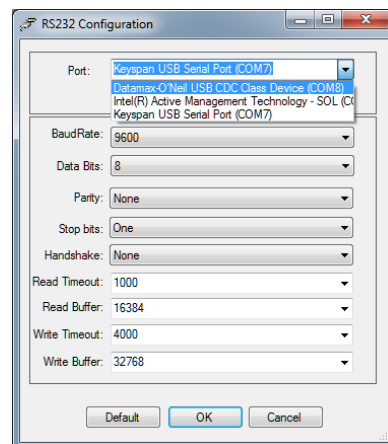 RS232 Configuration
Port: Keyspan USB Serial Port (COM7)
Datamax-O'Neil USB CDC Class Device (COM8)
Intel(R) Active Management Technology - SOL (C
Keyspan USB Serial Port (COM7)
BaudRate: 9600
Data Bits: 8
Parity: None
Stop bits: One
Handshake: None
Read Timeout: 1000
Read Buffer: 16384
Write Timeout: 4000
Write Buffer: 32768
Default OK Cancel